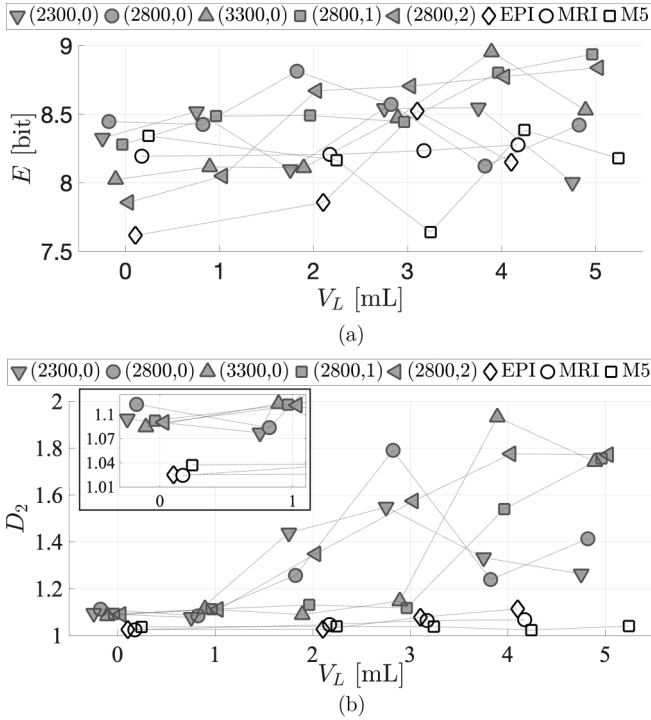 (2300,0) (2800,0) (3300,0) (2800,1) (2800,2) EPI MRI M5
9
8.5
8
7.5
E [bit]
0 1 2 3 4 5
V_L [mL]
(a)
(2300,0) (2800,0) (3300,0) (2800,1) (2800,2) EPI MRI M5
2
1.8
1.6
1.4
1.2
1
D_2
1.1
1.07
1.04
1.01
0 1
0 1 2 3 4 5
V_L [mL]
(b)